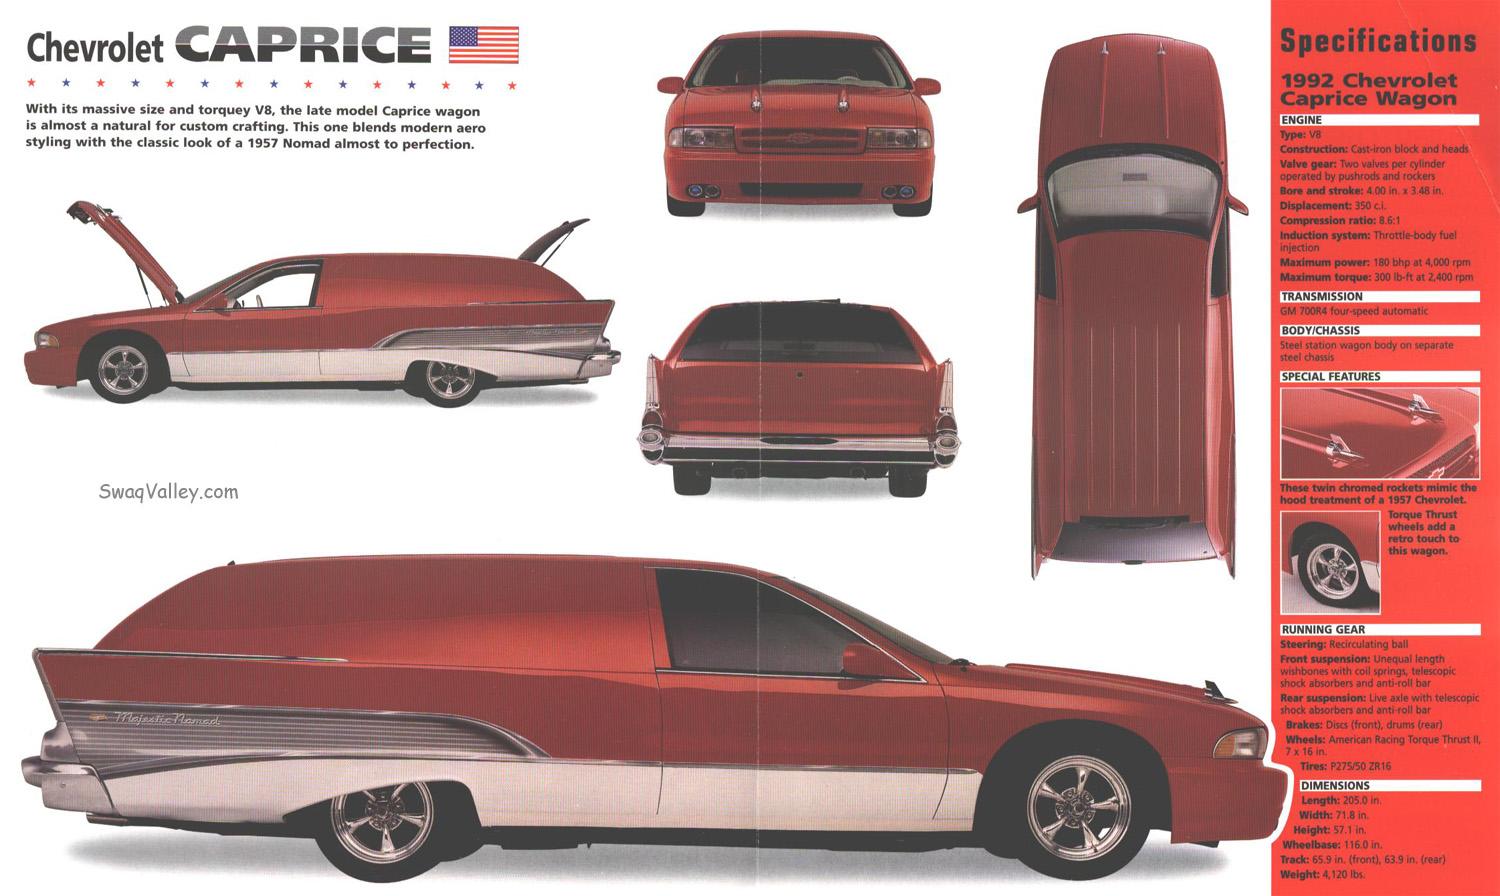 Chevrolet CAPRICE
With its massive size and torquey V8, the late model Caprice wagon
is almost a natural for custom crafting. This one blends modern aero
styling with the classic look of a 1957 Nomad almost to perfection.
SwaqValley.com
Majestic Nomad
Specifications
1992 Chevrolet
Caprice Wagon
ENGINE
Type: V8
Construction: Cast-iron block and heads
Valve gear: Two valves per cylinder
operated by pushrods and rockers
Bore and stroke: 4.00 in. x 3.48 in.
Displacement: 350 c.i.
Compression ratio: 8.6:1
Induction system: Throttle-body fuel
injection
Maximum power: 180 bhp at 4,000 rpm
Maximum torque: 300 lb-ft at 2,400 rpm
TRANSMISSION
GM 700R4 four-speed automatic
BODY/CHASSIS
Steel station wagon body on separate
steel chassis
SPECIAL FEATURES
These twin chromed rockets mimic the
hood treatment of a 1957 Chevrolet.
Torque Thrust
wheels add a
retro touch to
this wagon.
RUNNING GEAR
Steering: Recirculating ball
Front suspension: Unequal length
wishbones with coil springs, telescopic
shock absorbers and anti-roll bar
Rear suspension: Live axle with telescopic
shock absorbers and anti-roll bar
Brakes: Discs (front), drums (rear)
Wheels: American Racing Torque Thrust II,
7 x 16 in.
Tires: P275/50 ZR16
DIMENSIONS
Length: 205.0 in.
Width: 71.8 in.
Height: 57.1 in.
Wheelbase: 116.0 in.
Track: 65.9 in. (front), 63.9 in. (rear)
Weight: 4,120 lbs.